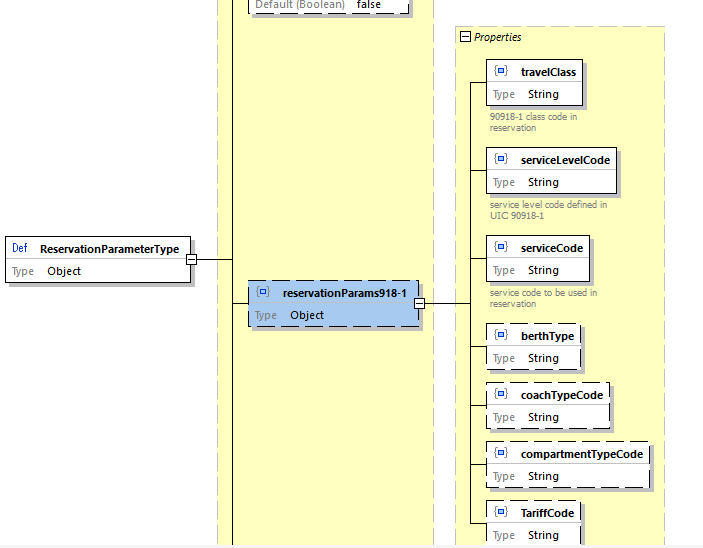 Default (Boolean) false
Properties
travelClass
Type String
90918-1 class code in
reservation
serviceLevelCode
Type String
service level code defined in
UIC 90918-1
Def ReservationParameterType
Type Object
serviceCode
Type String
service code to be used in
reservation
reservationParams918-1
Type Object
berthType
Type String
coachTypeCode
Type String
compartmentTypeCode
Type String
TariffCode
Type String